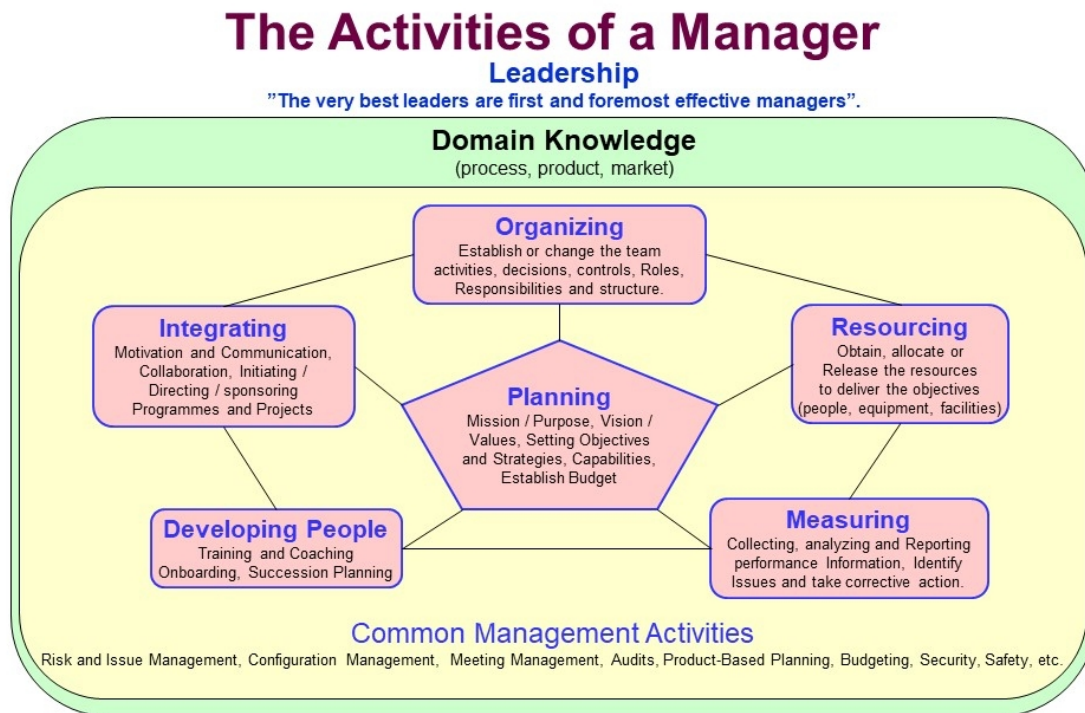 The Activities of a Manager
Leadership
”The very best leaders are first and foremost effective managers”.
Domain Knowledge
(process, product, market)
Organizing
Establish or change the team
activities, decisions, controls, Roles,
Responsibilities and structure.
Integrating
Motivation and Communication,
Collaboration, Initiating /
Directing / sponsoring
Programmes and Projects
Resourcing
Obtain, allocate or
Release the resources
to deliver the objectives
(people, equipment, facilities)
Planning
Mission / Purpose, Vision /
Values, Setting Objectives
and Strategies, Capabilities,
Establish Budget
Developing People
Training and Coaching
Onboarding, Succession Planning
Measuring
Collecting, analyzing and Reporting
performance Information, Identify
Issues and take corrective action.
Common Management Activities
Risk and Issue Management, Configuration Management, Meeting Management, Audits, Product-Based Planning, Budgeting, Security, Safety, etc.